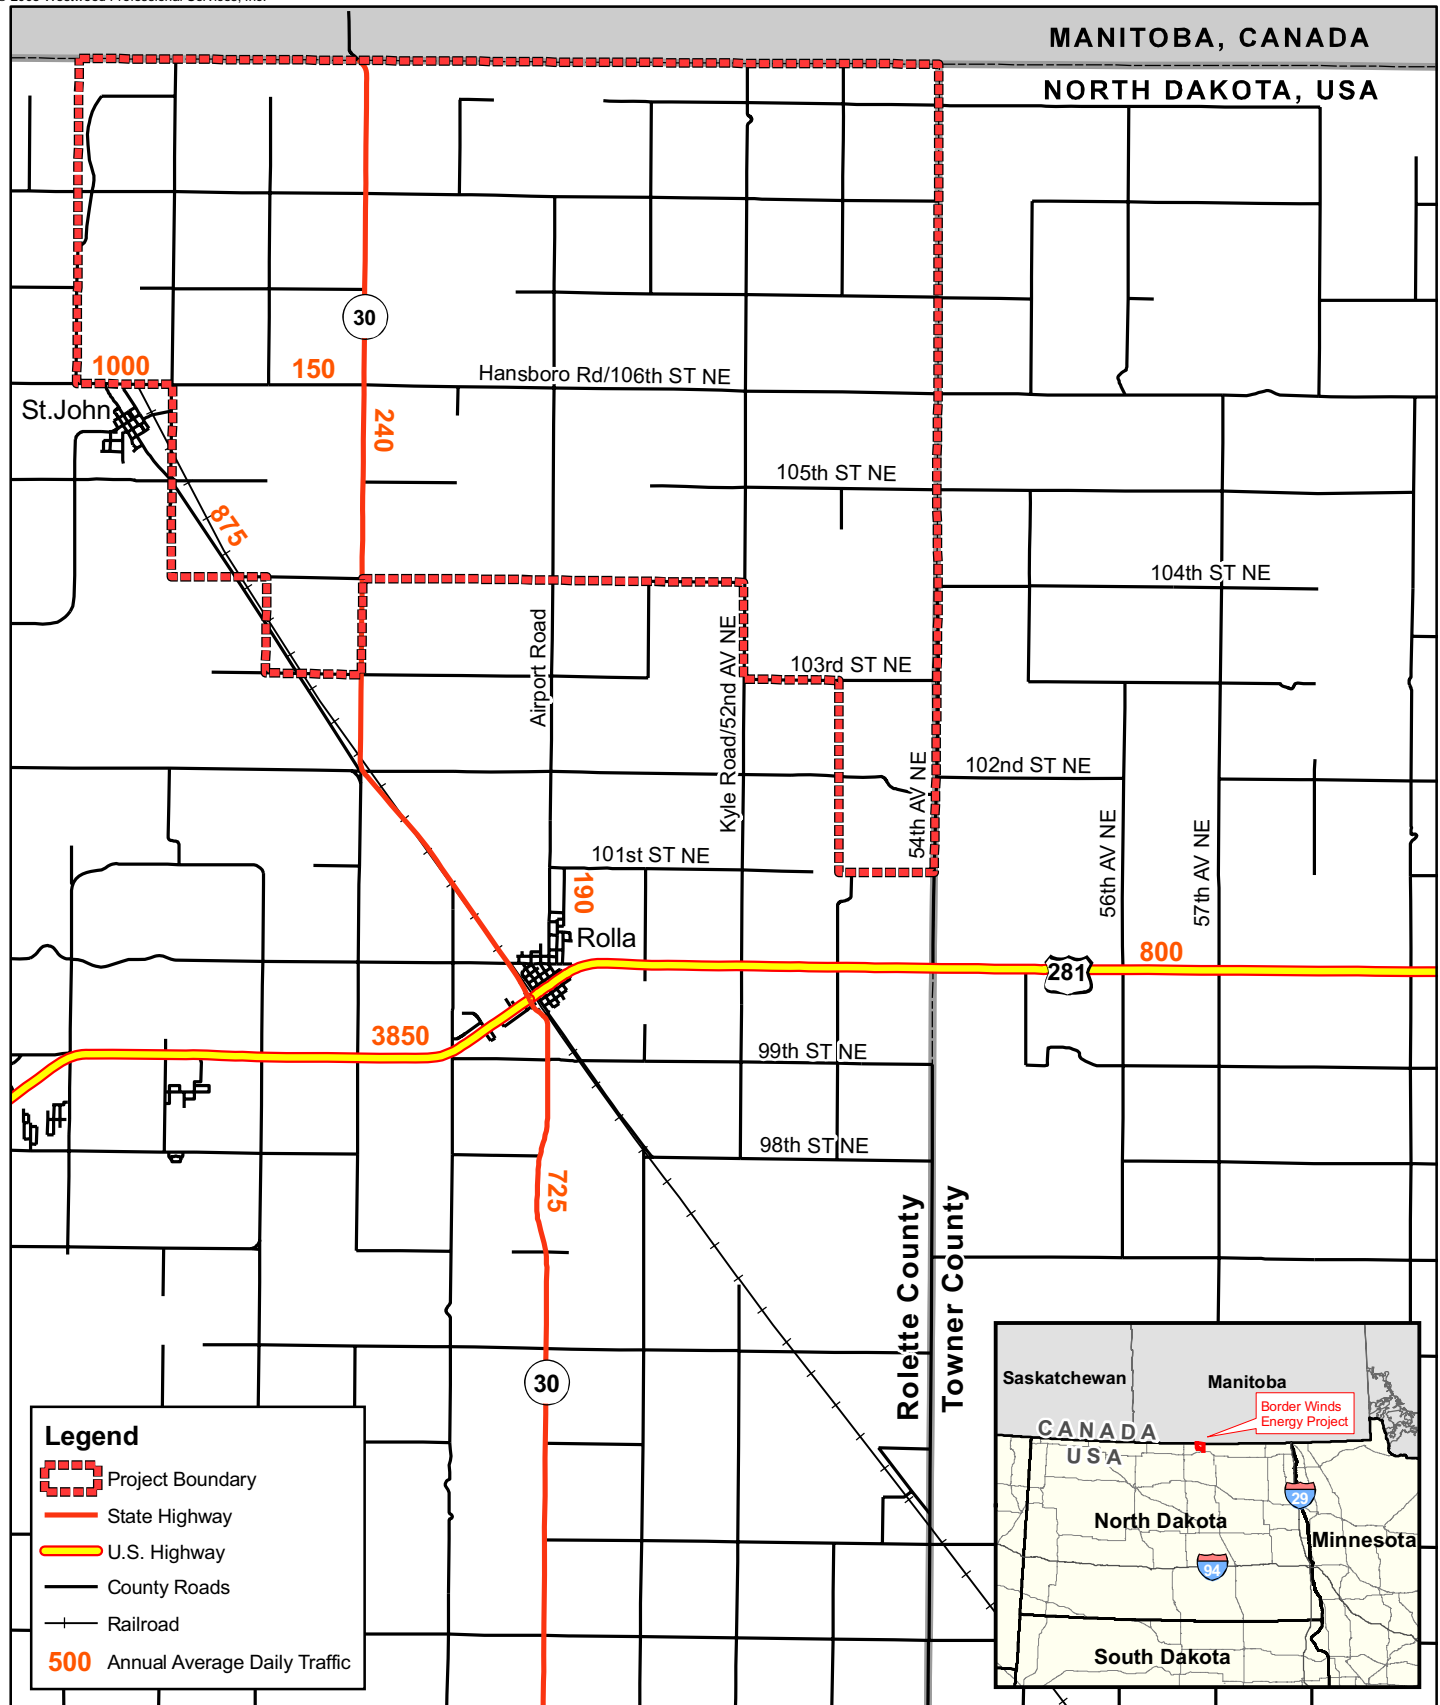 MANITOBA, CANADA
NORTH DAKOTA, USA
30
1000
150
Hansboro Rd/106th ST NE
St.John
240
105th ST NE
875
104th ST NE
Airport Road
Kyle Road/52nd AV NE
103rd ST NE
54th AV NE
102nd ST NE
56th AV NE
57th AV NE
101st ST NE
190
Rolla
281
800
3850
99th ST NE
98th ST NE
725
Rolette County
Towner County
30
Legend
Project Boundary
State Highway
U.S. Highway
County Roads
Railroad
500 Annual Average Daily Traffic
Saskatchewan
Manitoba
Border Winds
Energy Project
CANADA
USA
29
North Dakota
Minnesota
94
South Dakota